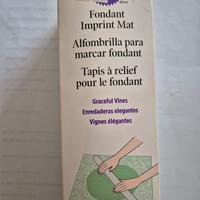 Fondant
Imprint Mat
Alfombrilla para
marcar fondant
Tapis à relief
pour le fondant
Graceful Vines
Enredaderas elegantes
Vignes élégantes